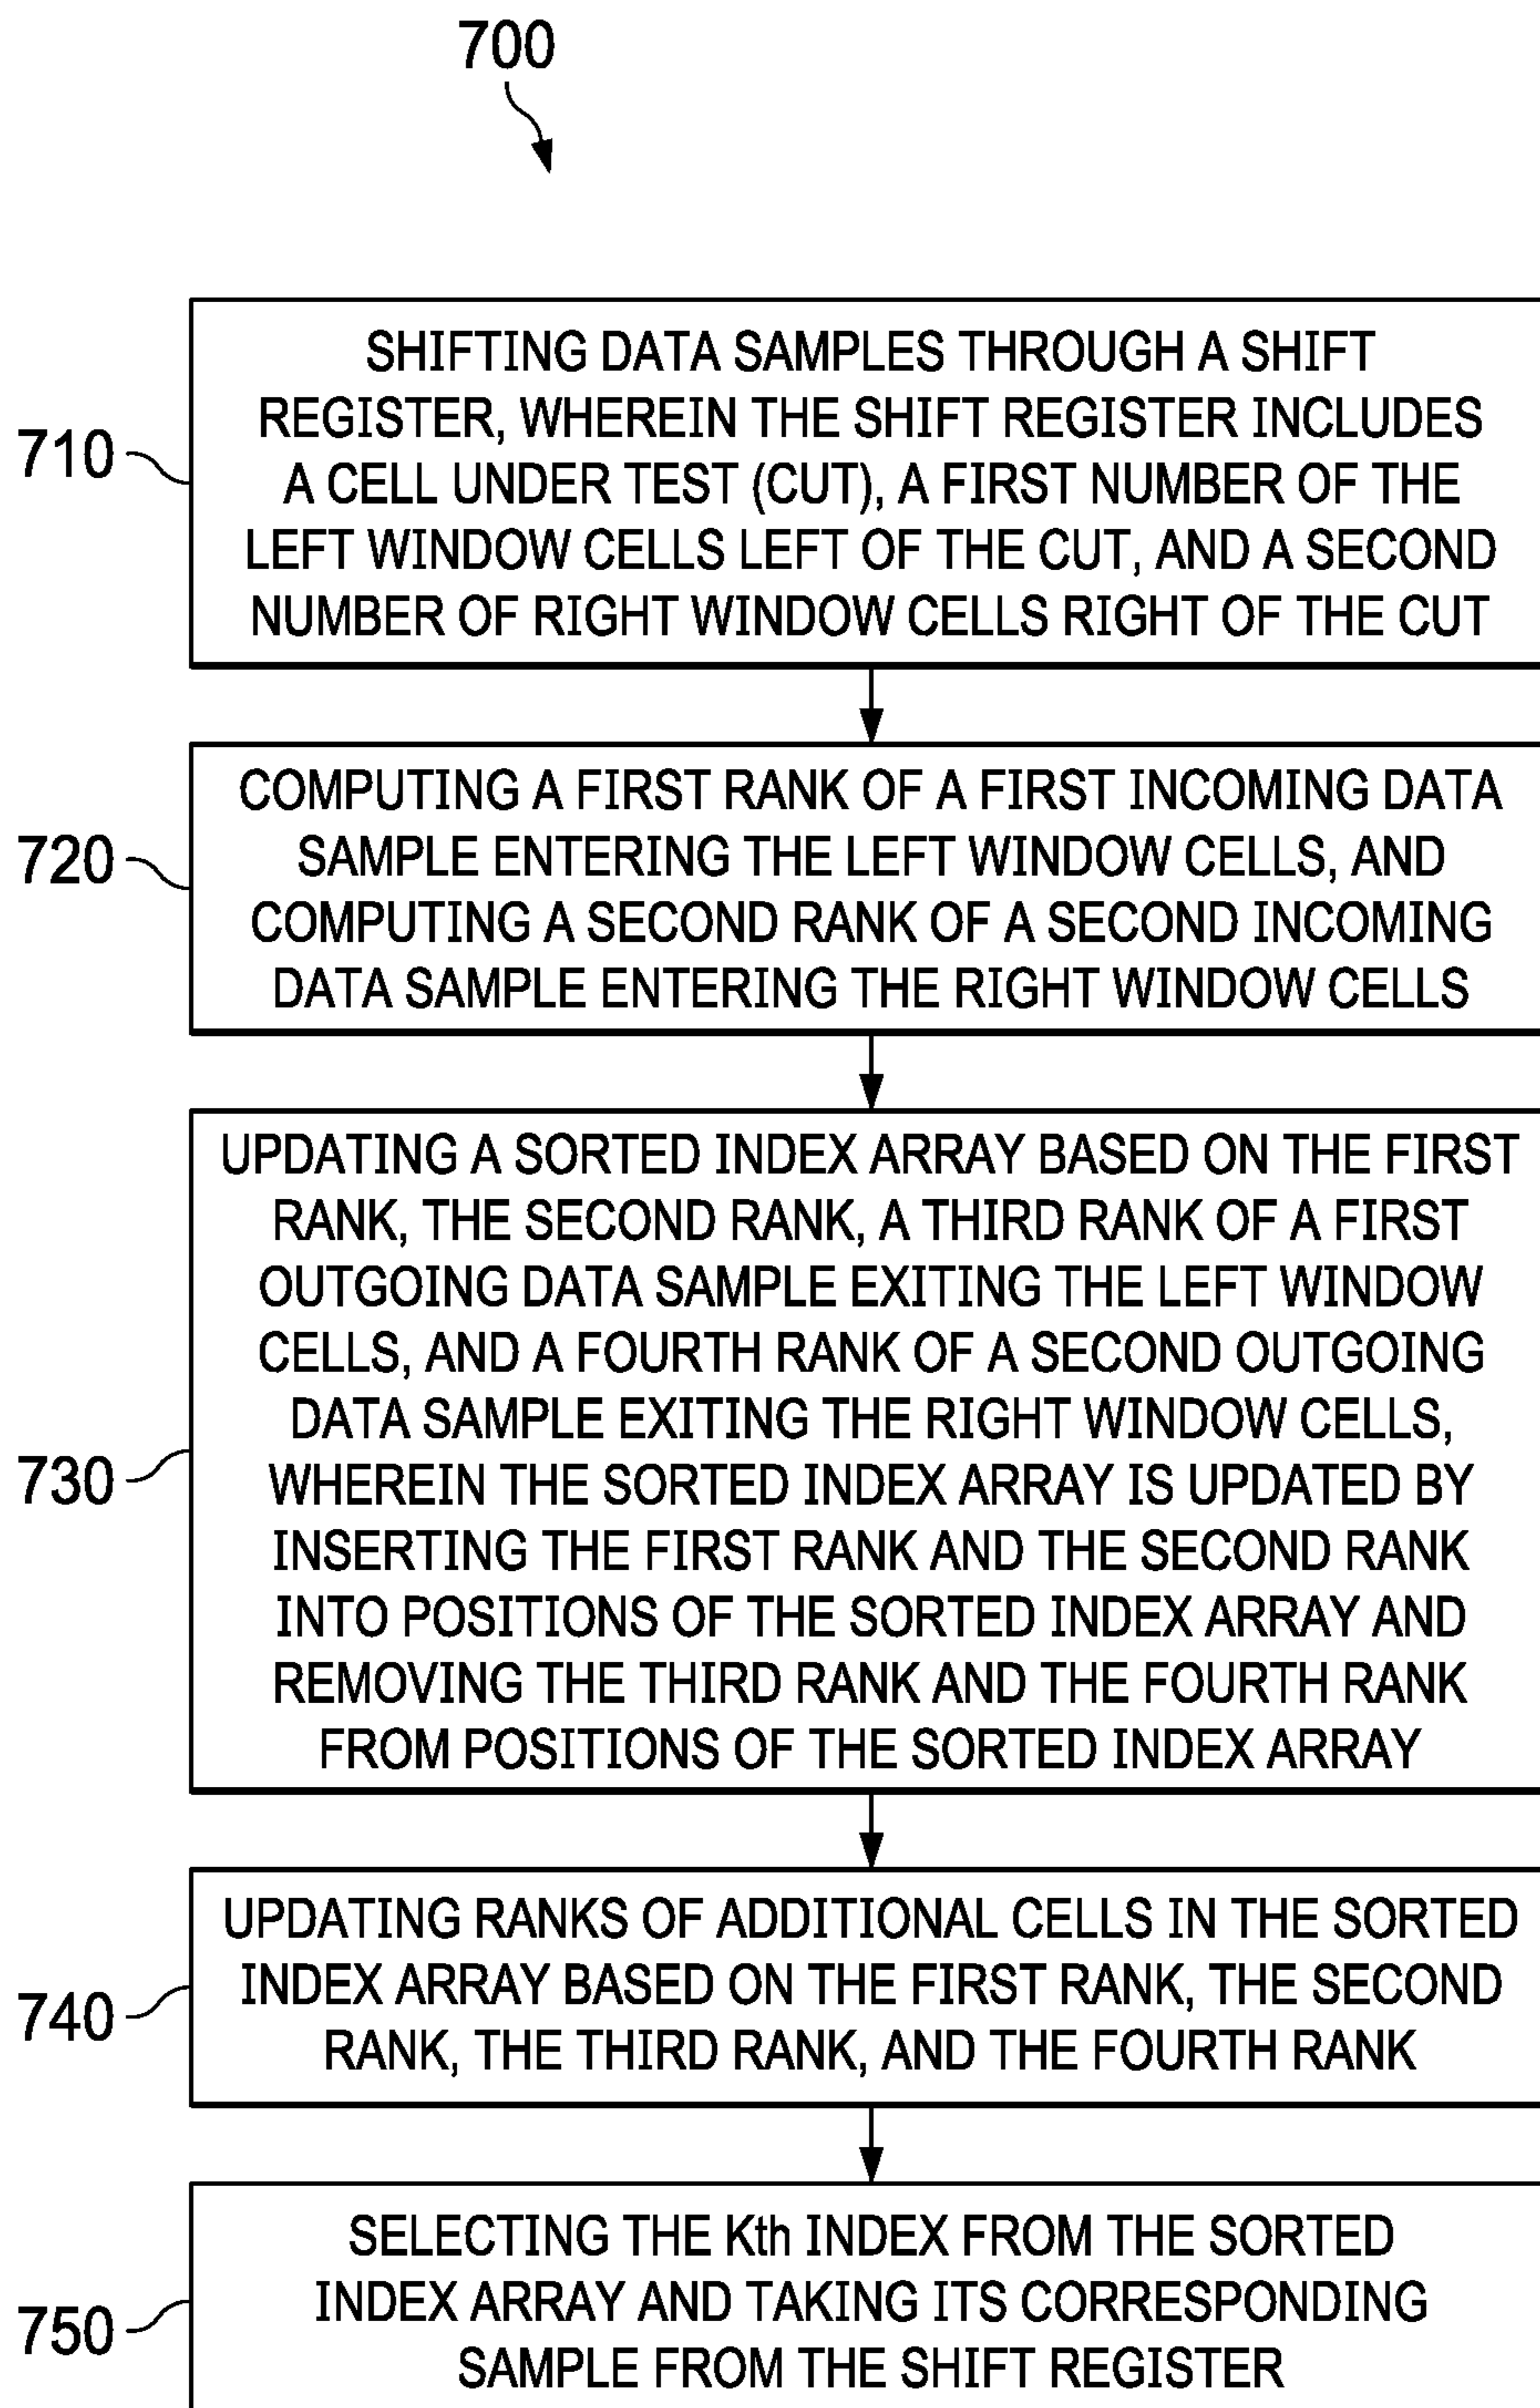 700
710
SHIFTING DATA SAMPLES THROUGH A SHIFT
REGISTER, WHEREIN THE SHIFT REGISTER INCLUDES
A CELL UNDER TEST (CUT), A FIRST NUMBER OF THE
LEFT WINDOW CELLS LEFT OF THE CUT, AND A SECOND
NUMBER OF RIGHT WINDOW CELLS RIGHT OF THE CUT
720
COMPUTING A FIRST RANK OF A FIRST INCOMING DATA
SAMPLE ENTERING THE LEFT WINDOW CELLS, AND
COMPUTING A SECOND RANK OF A SECOND INCOMING
DATA SAMPLE ENTERING THE RIGHT WINDOW CELLS
730
UPDATING A SORTED INDEX ARRAY BASED ON THE FIRST
RANK, THE SECOND RANK, A THIRD RANK OF A FIRST
OUTGOING DATA SAMPLE EXITING THE LEFT WINDOW
CELLS, AND A FOURTH RANK OF A SECOND OUTGOING
DATA SAMPLE EXITING THE RIGHT WINDOW CELLS,
WHEREIN THE SORTED INDEX ARRAY IS UPDATED BY
INSERTING THE FIRST RANK AND THE SECOND RANK
INTO POSITIONS OF THE SORTED INDEX ARRAY AND
REMOVING THE THIRD RANK AND THE FOURTH RANK
FROM POSITIONS OF THE SORTED INDEX ARRAY
740
UPDATING RANKS OF ADDITIONAL CELLS IN THE SORTED
INDEX ARRAY BASED ON THE FIRST RANK, THE SECOND
RANK, THE THIRD RANK, AND THE FOURTH RANK
750
SELECTING THE Kth INDEX FROM THE SORTED
INDEX ARRAY AND TAKING ITS CORRESPONDING
SAMPLE FROM THE SHIFT REGISTER